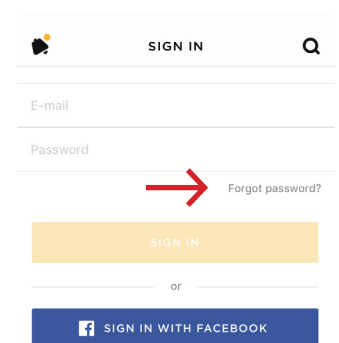 SIGN IN
E-mail
Password
Forgot password?
SIGN IN
or
SIGN IN WITH FACEBOOK